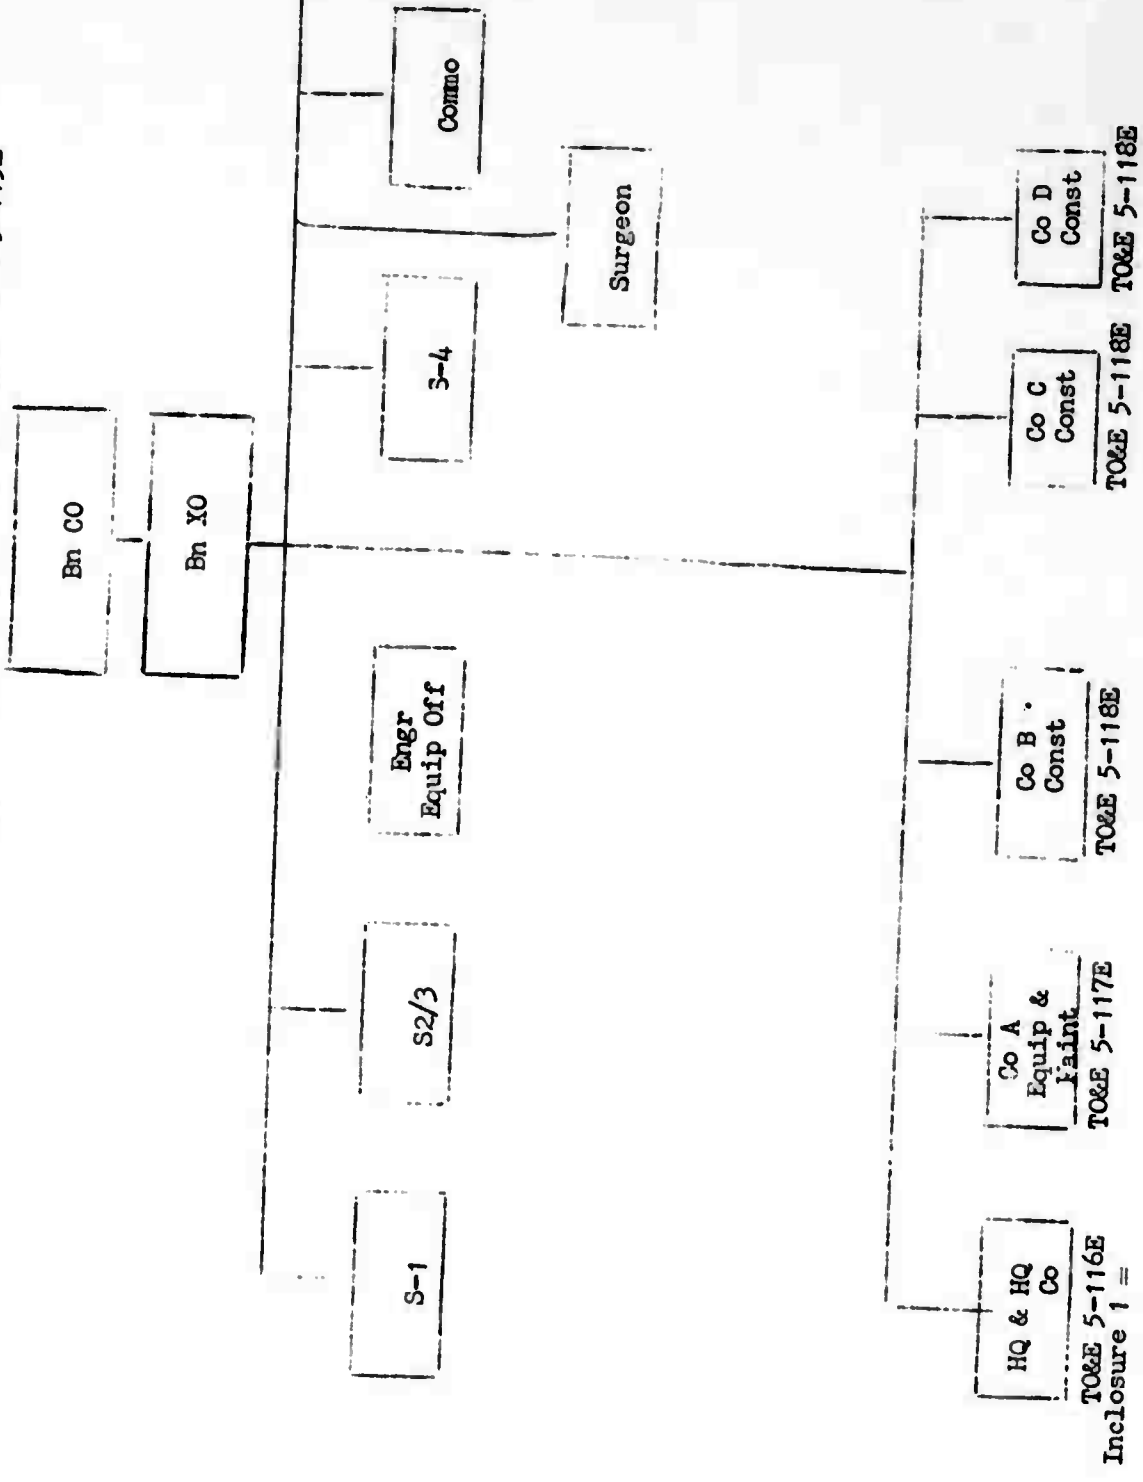 Bn CO
Bn XO
S-1
S2/3
Engr
Equip Off
S-4
Commo
Surgeon
HQ & HQ
Co
TO&E 5-116E
Co A
Equip &
Maint
TO&E 5-117E
Co B
Const
TO&E 5-118E
Co C
Const
TO&E 5-118E
Co D
Const
TO&E 5-118E
Inclosure 1 =